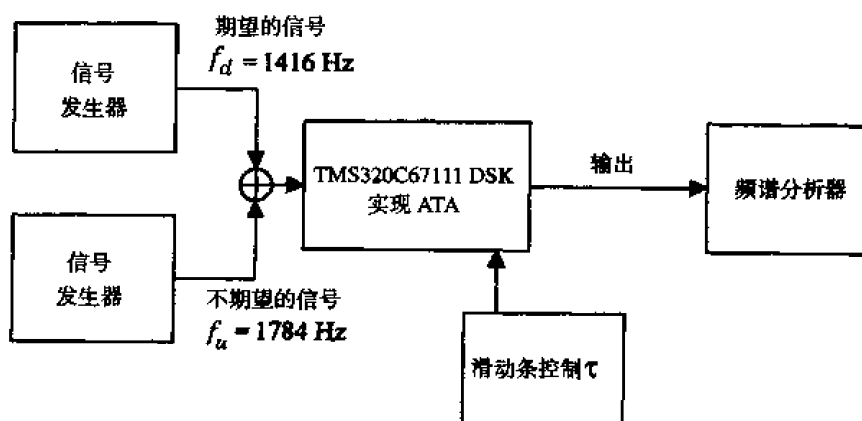 期望的信号
f_d = 1416 Hz
信号
发生器
TMS320C67111 DSK
实现 ATA
输出
频谱分析器
信号
发生器
不期望的信号
f_u = 1784 Hz
滑动条控制τ